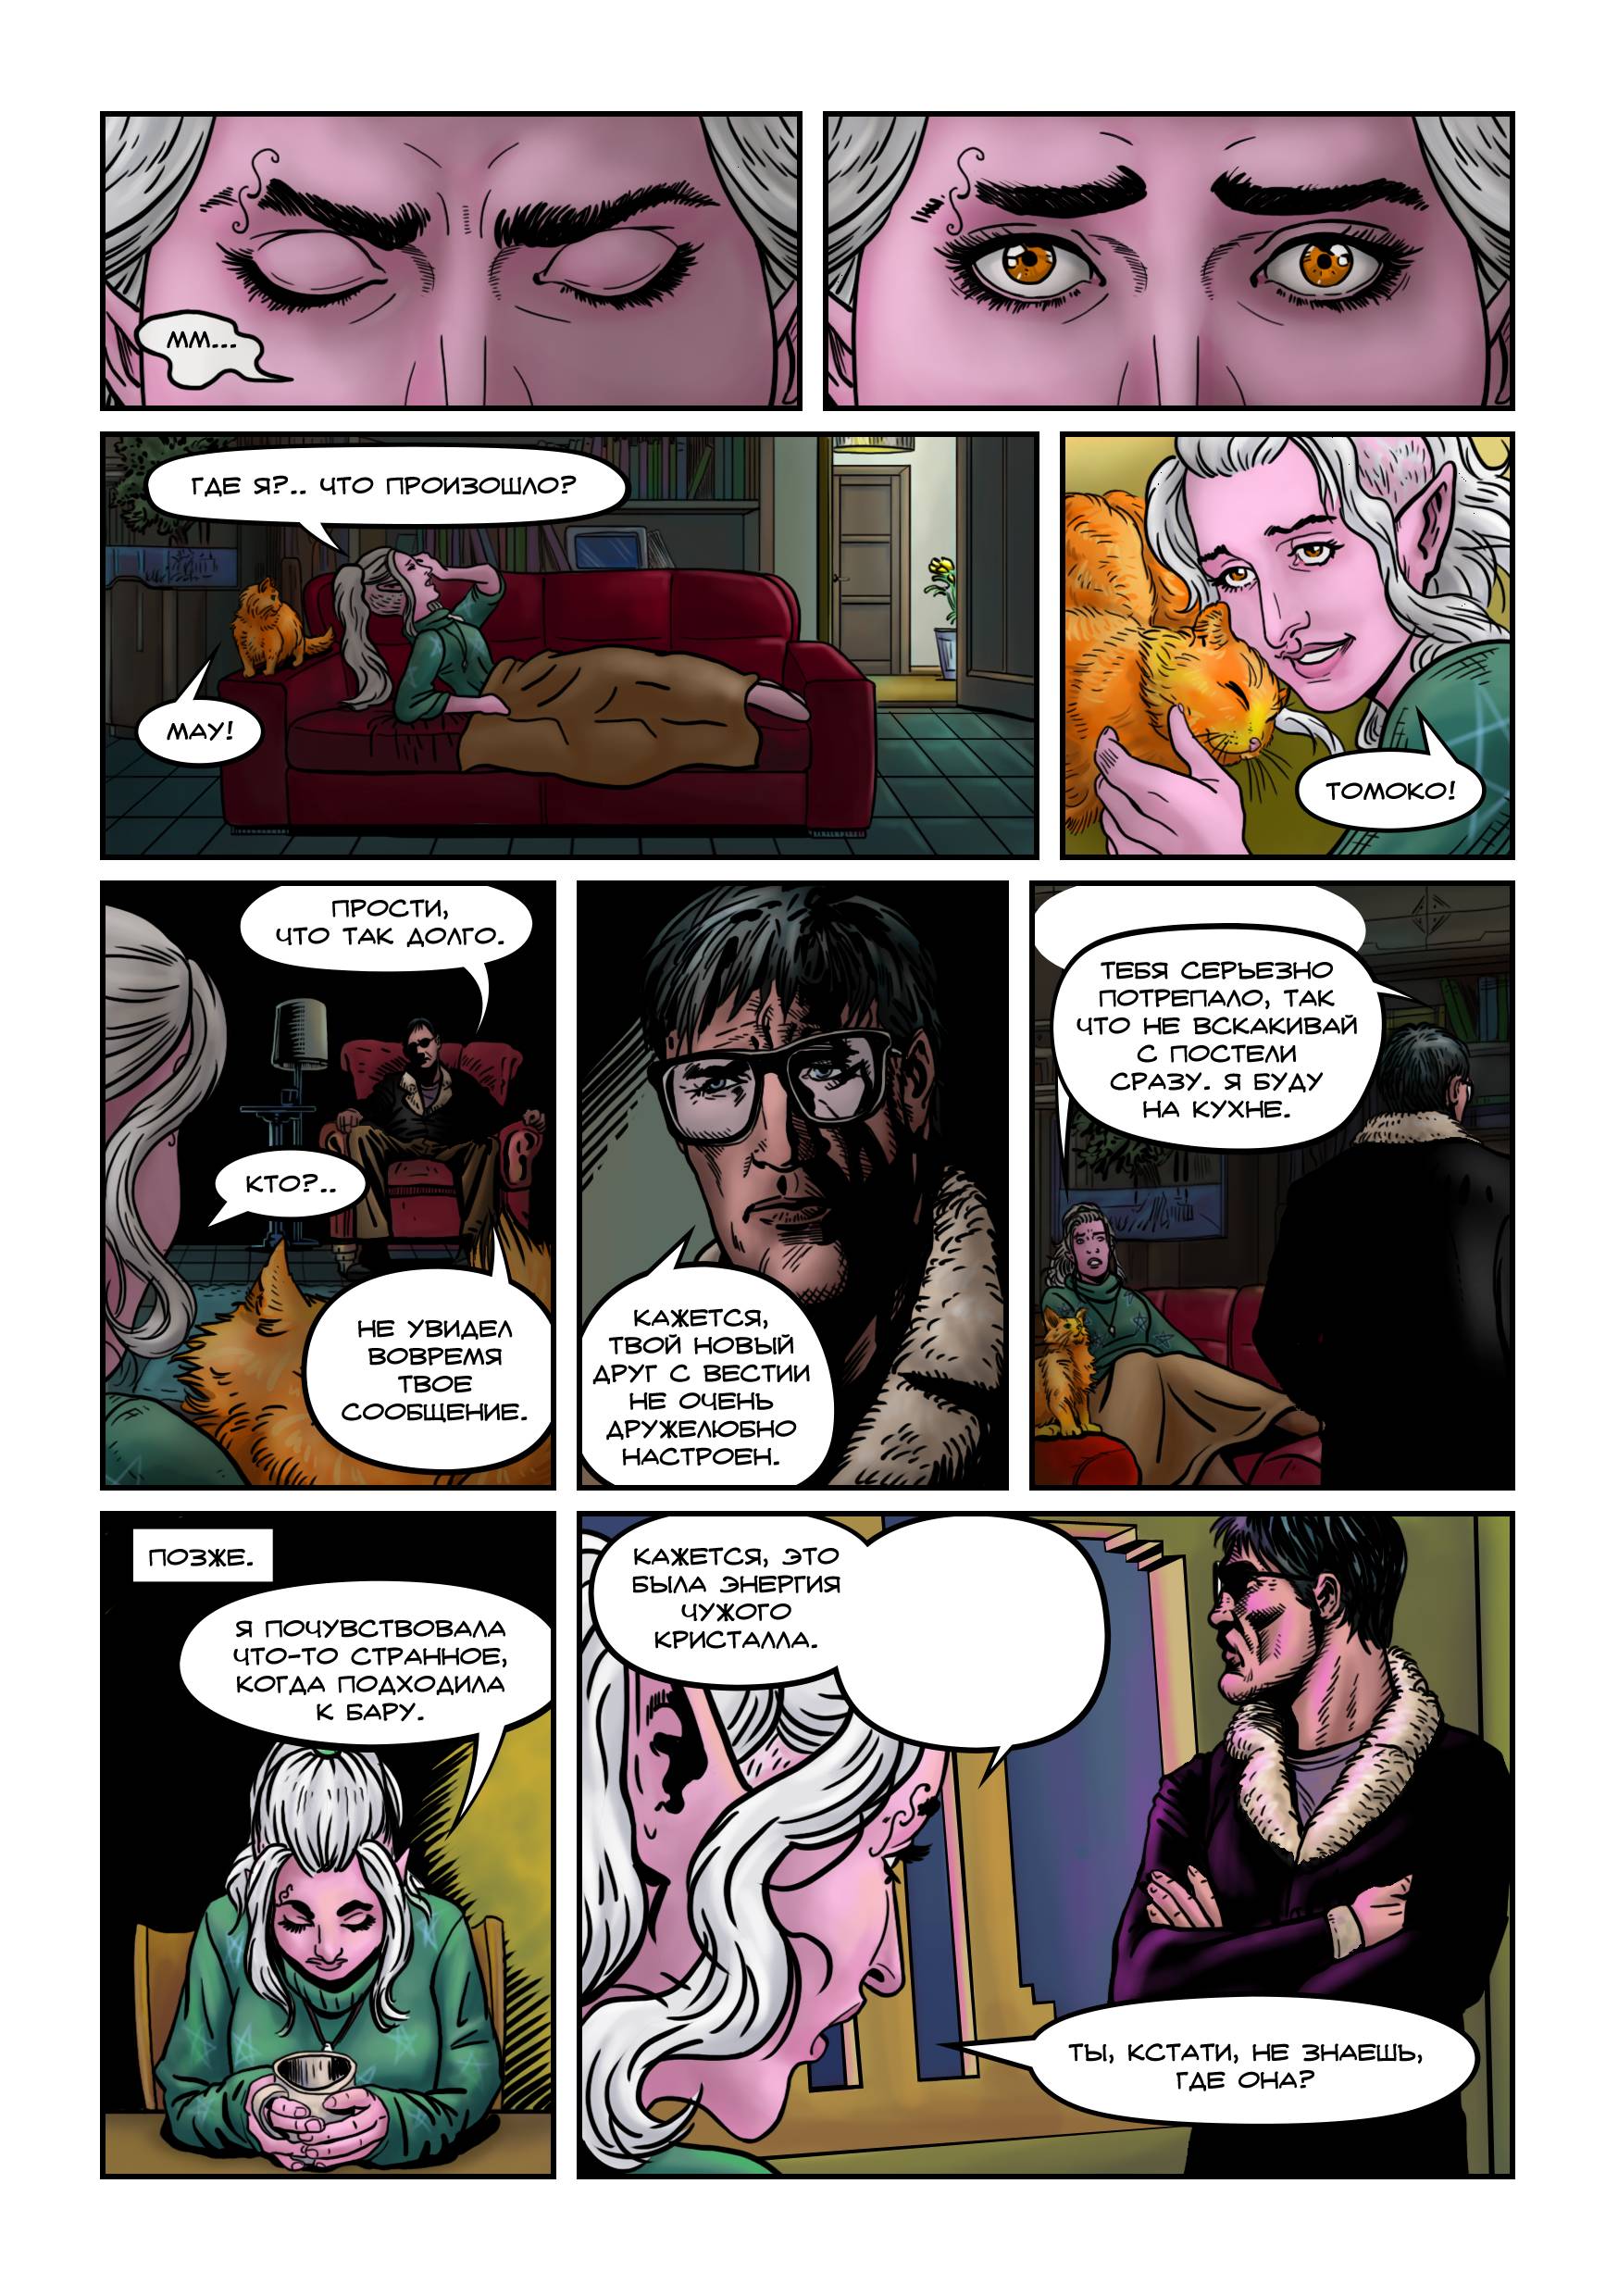 ММ...
ГДЕ Я?.. ЧТО ПРОИЗОШЛО?
МАУ!
ТОМОКО!
ПРОСТИ,
ЧТО ТАК ДОЛГО.
КТО?..
НЕ УВИДЕЛ
ВОВРЕМЯ
ТВОЕ
СООБЩЕНИЕ.
КАЖЕТСЯ,
ТВОЙ НОВЫЙ
ДРУГ С ВЕСТИИ
НЕ ОЧЕНЬ
ДРУЖЕЛЮБНО
НАСТРОЕН.
ТЕБЯ СЕРЬЕЗНО
ПОТРЕПАЛО, ТАК
ЧТО НЕ ВСКАКИВАЙ
С ПОСТЕЛИ
СРАЗУ. Я БУДУ
НА КУХНЕ.
ПОЗЖЕ.
Я ПОЧУВСТВОВАЛА
ЧТО-ТО СТРАННОЕ,
КОГДА ПОДХОДИЛА
К БАРУ.
КАЖЕТСЯ, ЭТО
БЫЛА ЭНЕРГИЯ
ЧУЖОГО
КРИСТАЛЛА.
ТЫ, КСТАТИ, НЕ ЗНАЕШЬ,
ГДЕ ОНА?